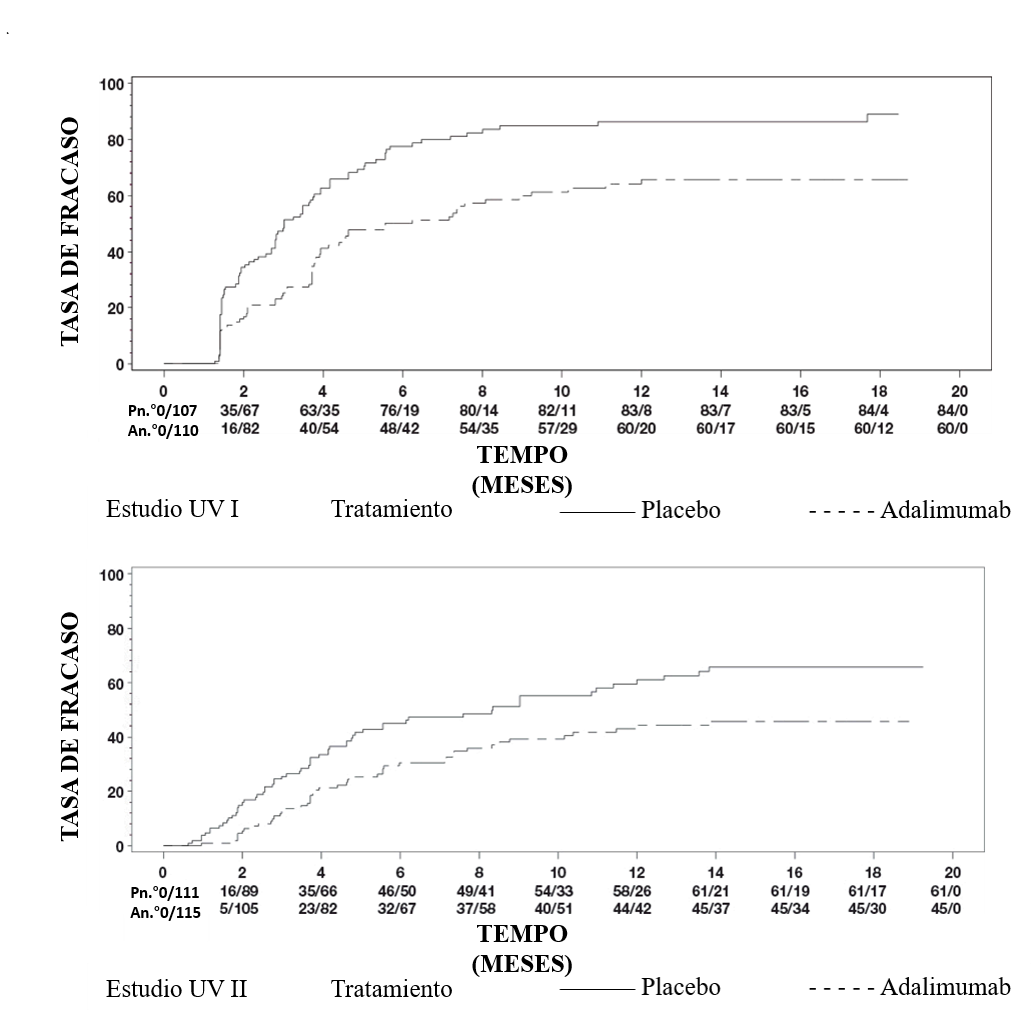 .
TASA DE FRACASO
100
80
60
40
20
0
0 2 4 6 8 10 12 14 16 18 20
Pn.°0/107 35/67 63/35 76/19 80/14 82/11 83/8 83/7 83/5 84/4 84/0
An.°0/110 16/82 40/54 48/42 54/35 57/29 60/20 60/17 60/15 60/12 60/0
TEMPO
(MESES)
Estudio UV I Tratamiento Placebo Adalimumab
TASA DE FRACASO
100
80
60
40
20
0
0 2 4 6 8 10 12 14 16 18 20
Pn.°0/111 16/89 35/66 46/50 49/41 54/33 58/26 61/21 61/19 61/17 61/0
An.°0/115 5/105 23/82 32/67 37/58 40/51 44/42 45/37 45/34 45/30 45/0
TEMPO
(MESES)
Estudio UV II Tratamiento Placebo Adalimumab